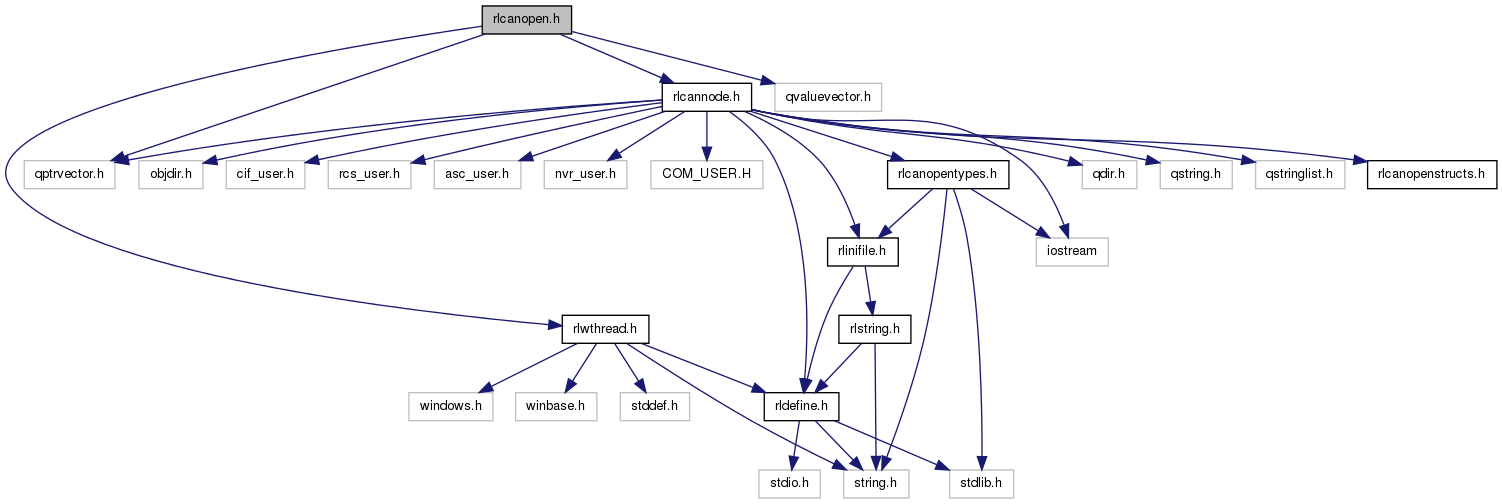 rlcanopen.h
rlcannode.h
qvaluevector.h
qptrvector.h
objdir.h
cif_user.h
rcs_user.h
asc_user.h
nvr_user.h
COM_USER.H
rlcanopentypes.h
qdir.h
qstring.h
qstringlist.h
rlcanopenstructs.h
rlinifile.h
iostream
rlwthread.h
rlstring.h
windows.h
winbase.h
stddef.h
rldefine.h
stdio.h
string.h
stdlib.h